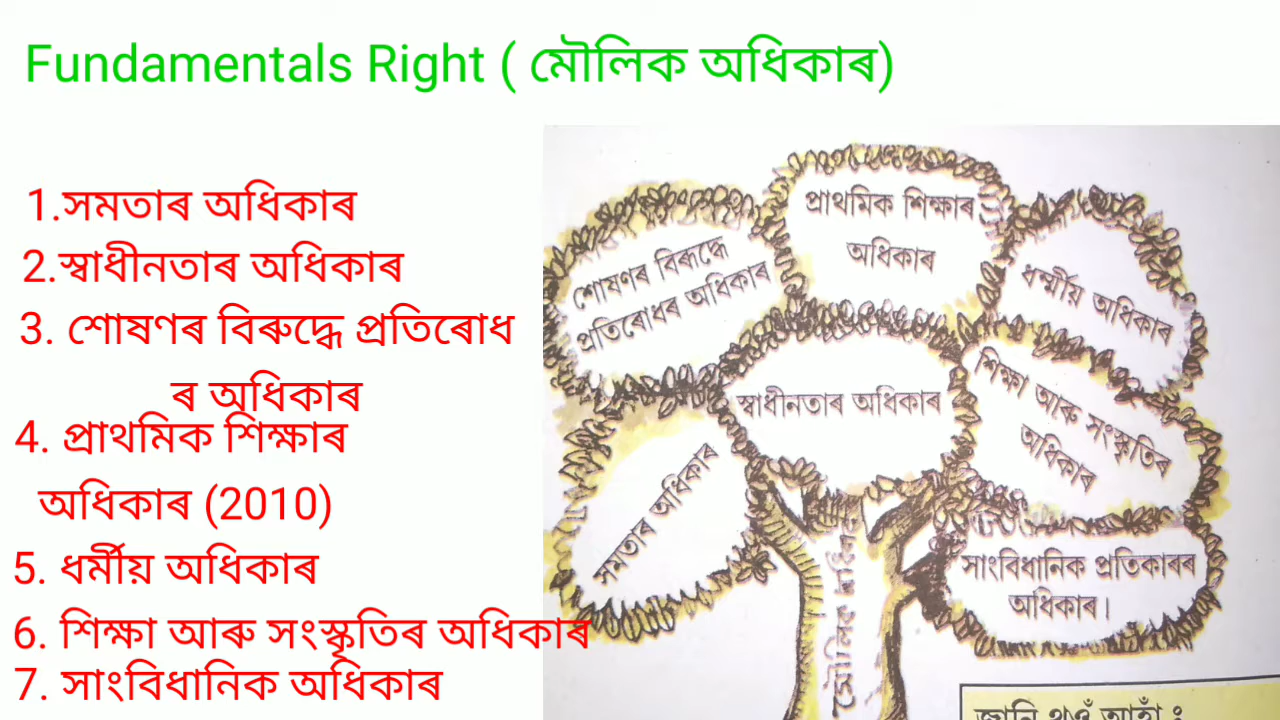 Fundamentals Right ( মৌলিক অধিকাৰ)
1.সমতাৰ অধিকাৰ
2.স্বাধীনতাৰ অধিকাৰ
3. শোষণৰ বিৰুদ্ধে প্ৰতিৰোধ
ৰ অধিকাৰ
4. প্ৰাথমিক শিক্ষাৰ
অধিকাৰ (2010)
5. ধৰ্মীয় অধিকাৰ
6. শিক্ষা আৰু সংস্কৃতিৰ অধিকাৰ
7. সাংবিধানিক অধিকাৰ
প্ৰাথমিক শিক্ষাৰ
অধিকাৰ
শোষণৰ বিৰূদ্ধে
প্ৰতিৰোধৰ অধিকাৰ
ধৰ্ম্মীয় অধিকাৰ
স্বাধীনতাৰ অধিকাৰ
শিক্ষা আৰু সংস্কৃতিৰ
অধিকাৰ
সমতাৰ অধিকাৰ
সাংবিধানিক প্ৰতিকাৰৰ
অধিকাৰ।
মৌলিক
জানি থওঁ আহাঁ ঃ